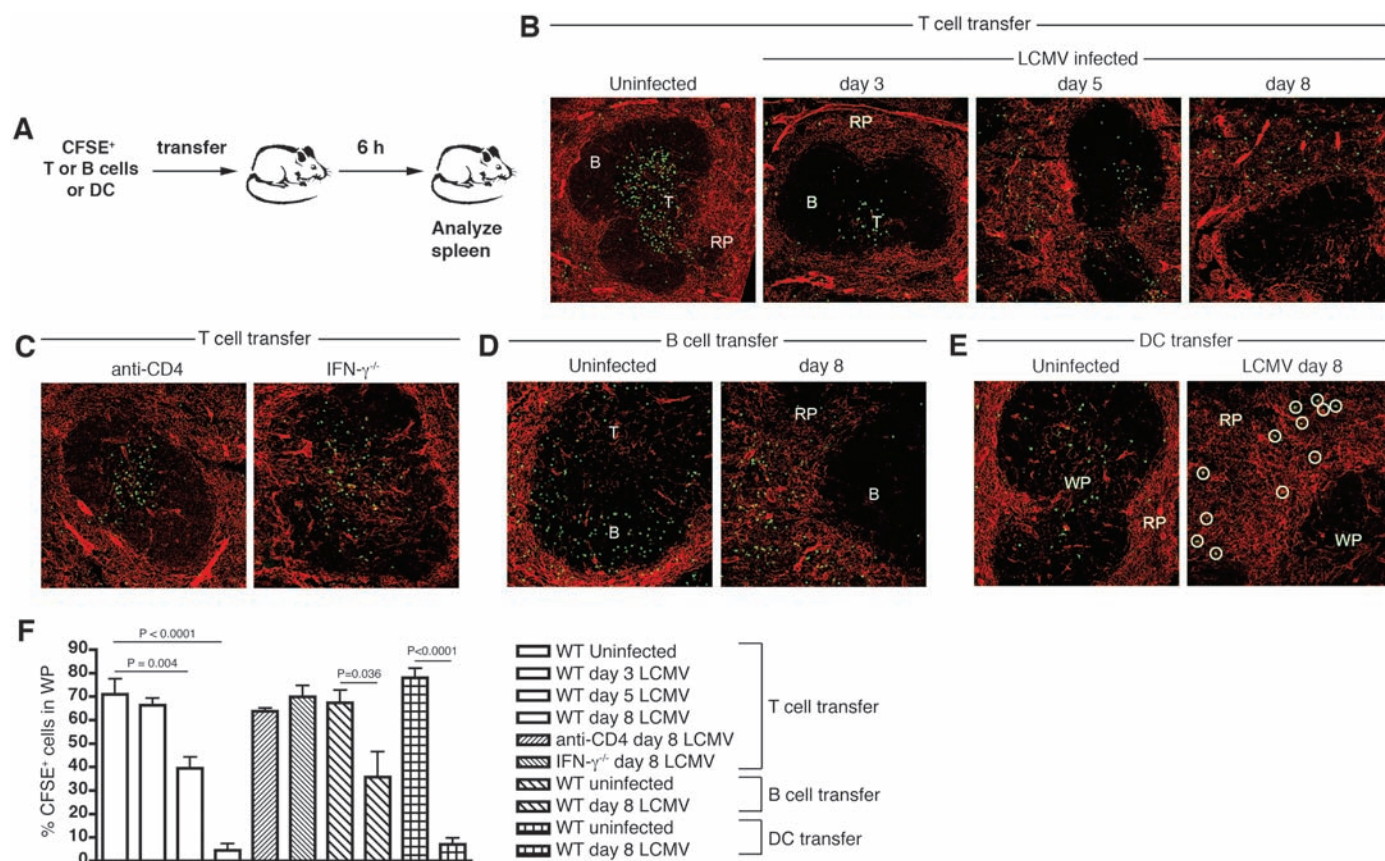 A
CFSE⁺
T or B cells
or DC
transfer
6 h
Analyze
spleen
B
T cell transfer
LCMV infected
Uninfected
day 3
day 5
day 8
B
T
RP
RP
B
T
C
T cell transfer
anti-CD4
IFN-γ⁻/⁻
D
B cell transfer
Uninfected
day 8
T
B
RP
B
E
DC transfer
Uninfected
LCMV day 8
WP
RP
RP
WP
F
% CFSE⁺ cells in WP
90
80
70
60
50
40
30
20
10
0
P < 0.0001
P = 0.004
P=0.036
P<0.0001
WT Uninfected
WT day 3 LCMV
WT day 5 LCMV
WT day 8 LCMV
anti-CD4 day 8 LCMV
IFN-γ⁻/⁻ day 8 LCMV
T cell transfer
WT uninfected
WT day 8 LCMV
B cell transfer
WT uninfected
WT day 8 LCMV
DC transfer